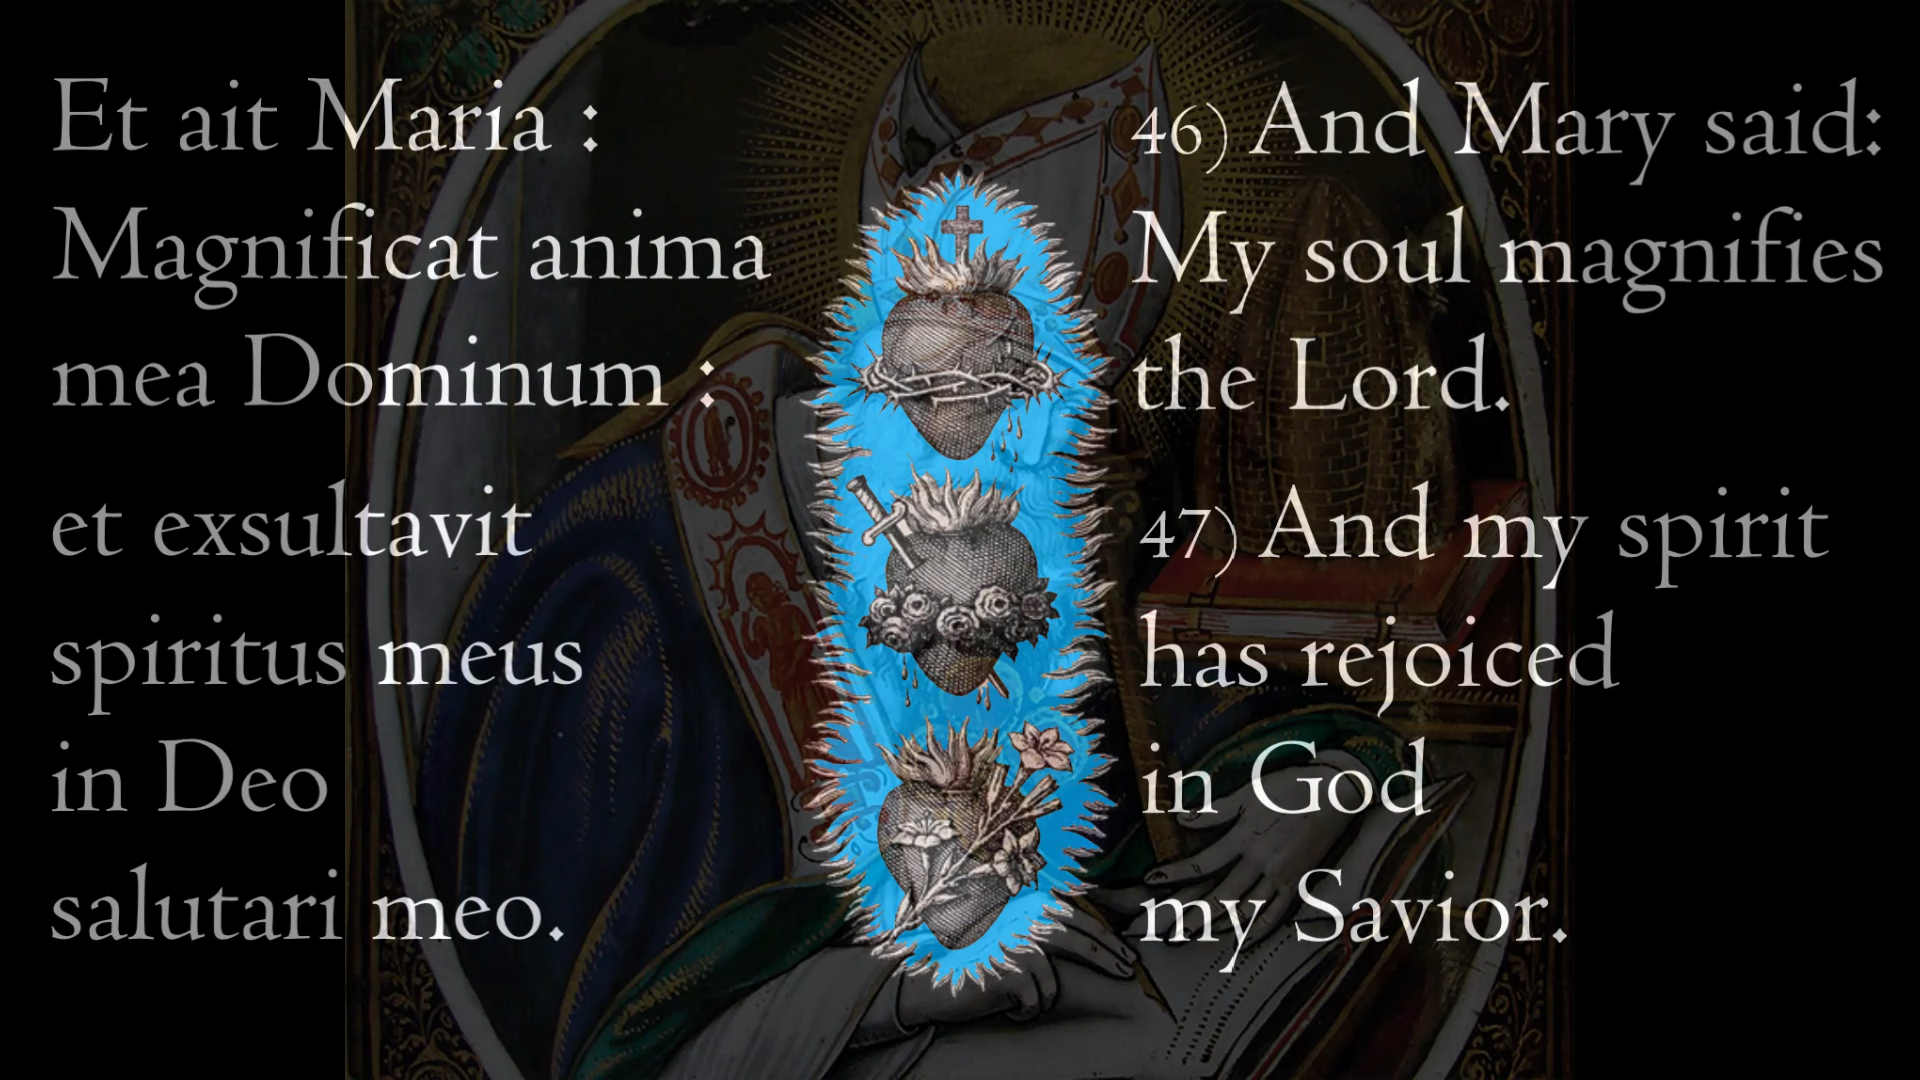 Et ait Maria :
Magnificat anima
mea Dominum :
et exsultavit
spiritus meus
in Deo
salutari meo.
46) And Mary said:
My soul magnifies
the Lord.
47) And my spirit
has rejoiced
in God
my Savior.